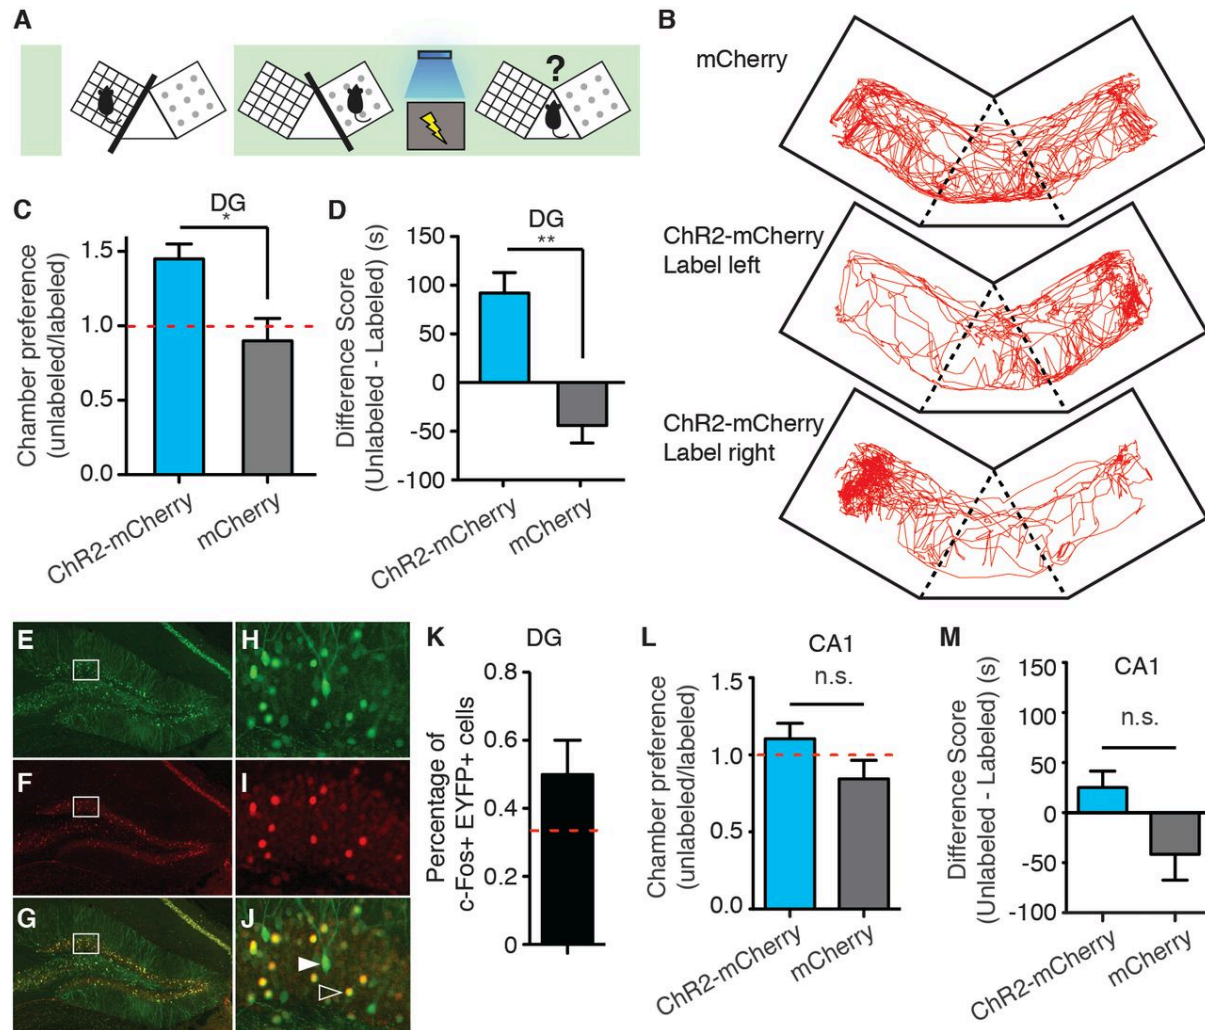 A
?
B
mCherry
ChR2-mCherry
Label left
ChR2-mCherry
Label right
C
DG
*
Chamber preference
(unlabeled/labeled)
1.5
1.0
0.5
0.0
ChR2-mCherry
mCherry
D
DG
**
Difference Score
(Unlabeled - Labeled) (s)
150
100
50
0
-50
-100
ChR2-mCherry
mCherry
E
F
G
H
I
J
K
DG
Percentage of
c-Fos+ EYFP+ cells
0.8
0.6
0.4
0.2
0
L
CA1
n.s.
Chamber preference
(unlabeled/labeled)
1.5
1.0
0.5
0.0
ChR2-mCherry
mCherry
M
CA1
n.s.
Difference Score
(Unlabeled - Labeled) (s)
150
100
50
0
-50
-100
ChR2-mCherry
mCherry